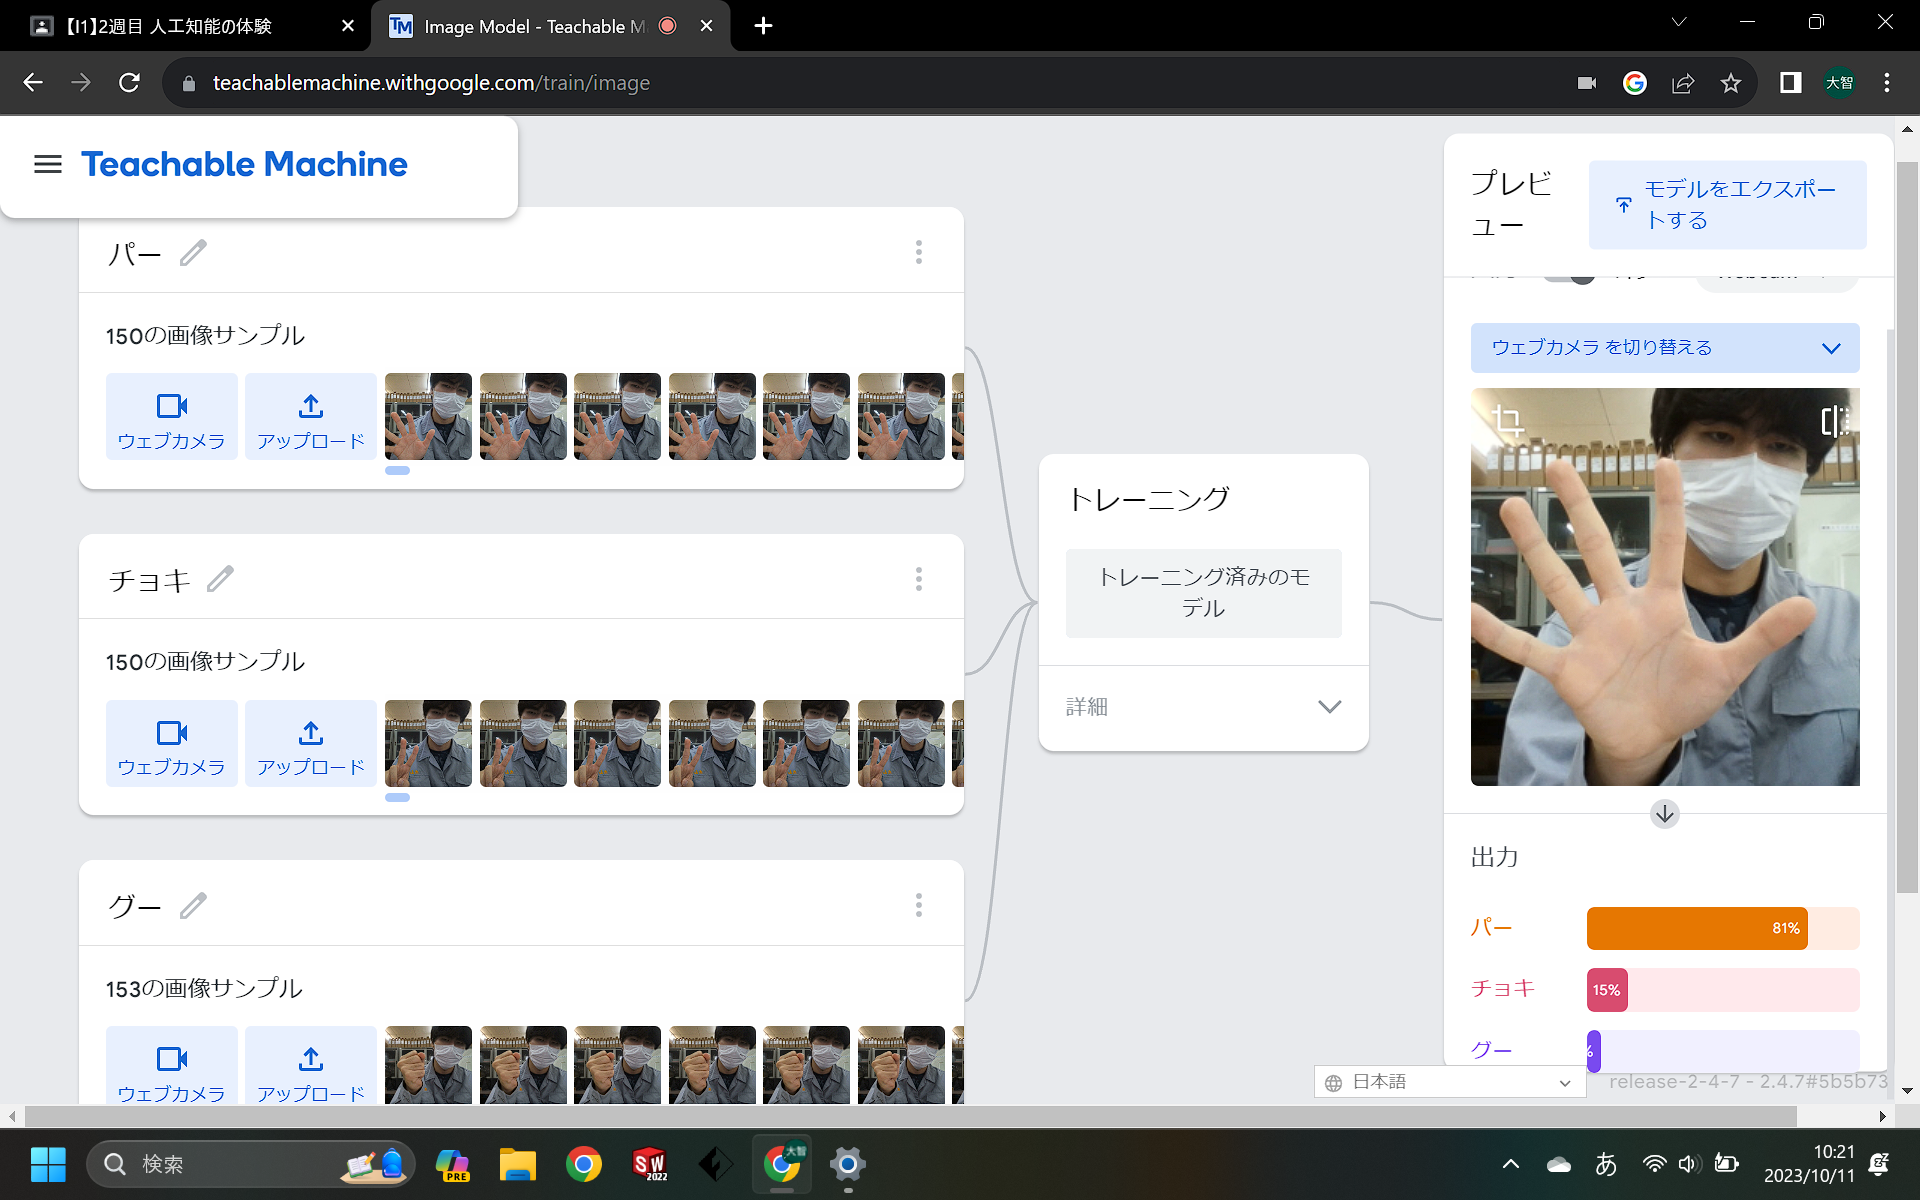 【I1】2週目 人工知能の体験
Image Model - Teachable M
teachablemachine.withgoogle.com/train/image
大智
Teachable Machine
パー
150の画像サンプル
ウェブカメラ
アップロード
チョキ
150の画像サンプル
ウェブカメラ
アップロード
グー
153の画像サンプル
ウェブカメラ
アップロード
トレーニング
トレーニング済みのモ
デル
詳細
プレビ
ュー
モデルをエクスポー
トする
ウェブカメラ を切り替える
出力
パー
81%
チョキ
15%
グー
%
日本語
release-2-4-7 - 2.4.7#5b5b73
検索
PRE
SW
2022
大智
あ
10:21
2023/10/11